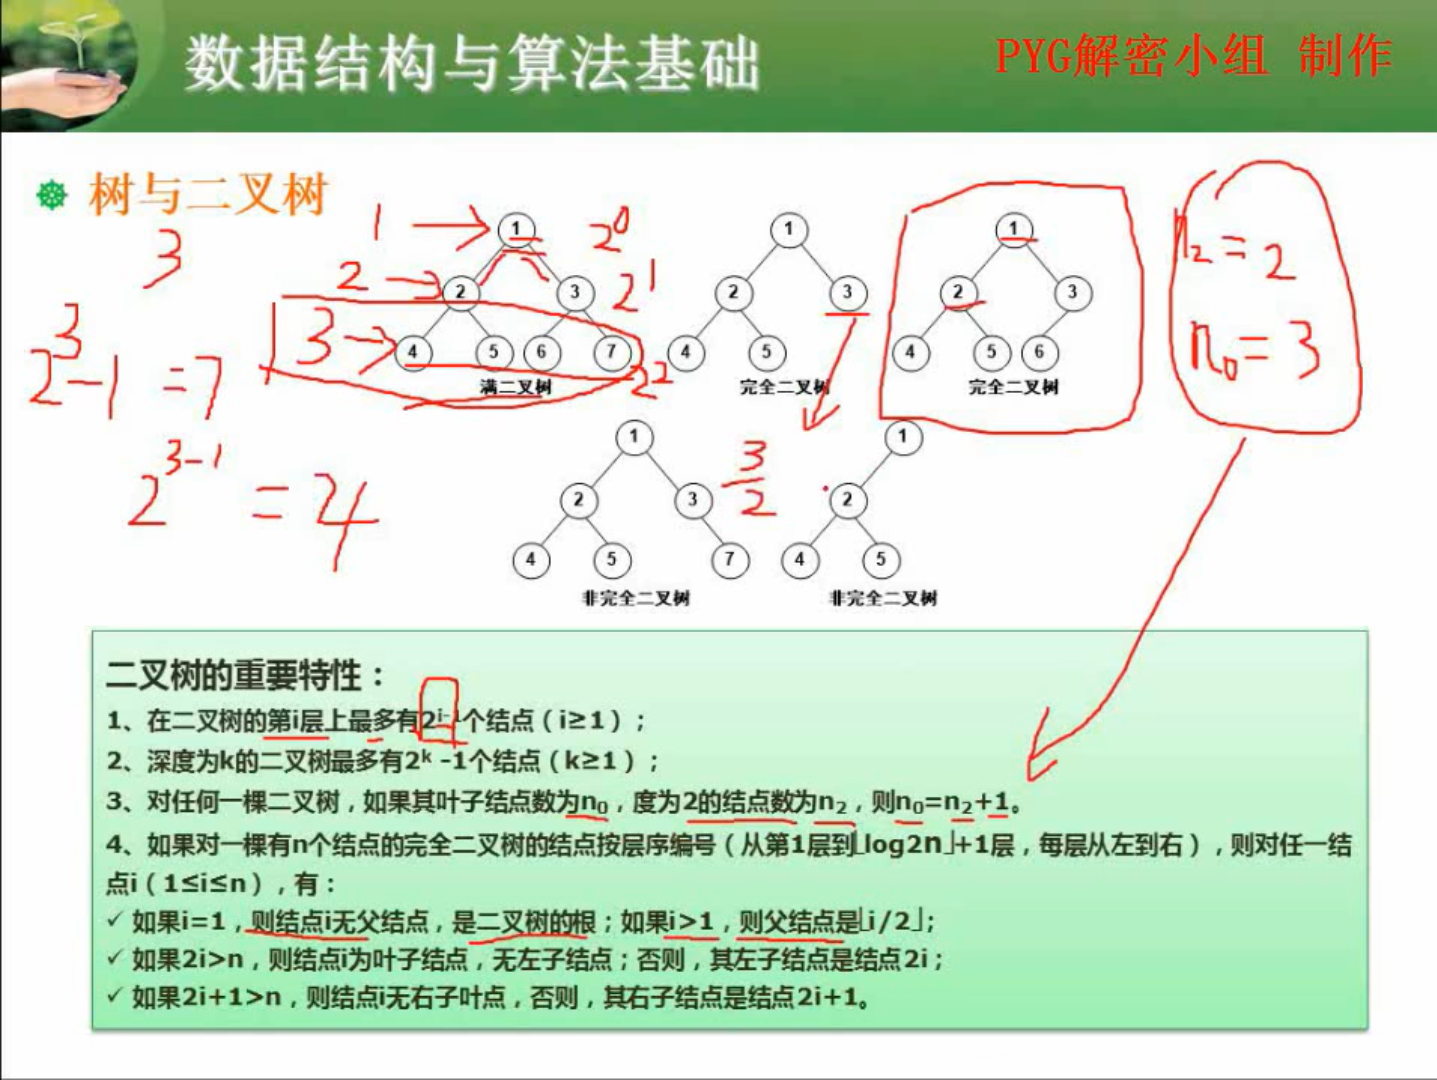 数据结构与算法基础
PYG解密小组 制作
树与二叉树
3
2^3-1=7
2^(3-1)=4
1 → 1 2^0
2 → 2 3 2^1
3 → 4 5 6 7 2^2
满二叉树
1
2 3
4 5
完全二叉树
1
2 3
4 5 6
完全二叉树
n₂=2
n₀=3
1
2 3
4 5 7
非完全二叉树
3/2
1
2
4 5
非完全二叉树
二叉树的重要特性：
1、在二叉树的第i层上最多有2^(i-1)个结点（i≥1）；
2、深度为k的二叉树最多有2^k -1个结点（k≥1）；
3、对任何一棵二叉树，如果其叶子结点数为n₀，度为2的结点数为n₂，则n₀=n₂+1。
4、如果对一棵有n个结点的完全二叉树的结点按层序编号（从第1层到⌊log2n⌋+1层，每层从左到右），则对任一结
点i（1≤i≤n），有：
✓ 如果i=1，则结点i无父结点，是二叉树的根；如果i>1，则父结点是⌊i/2⌋；
✓ 如果2i>n，则结点i为叶子结点，无左子结点；否则，其左子结点是结点2i；
✓ 如果2i+1>n，则结点i无右子叶点，否则，其右子结点是结点2i+1。